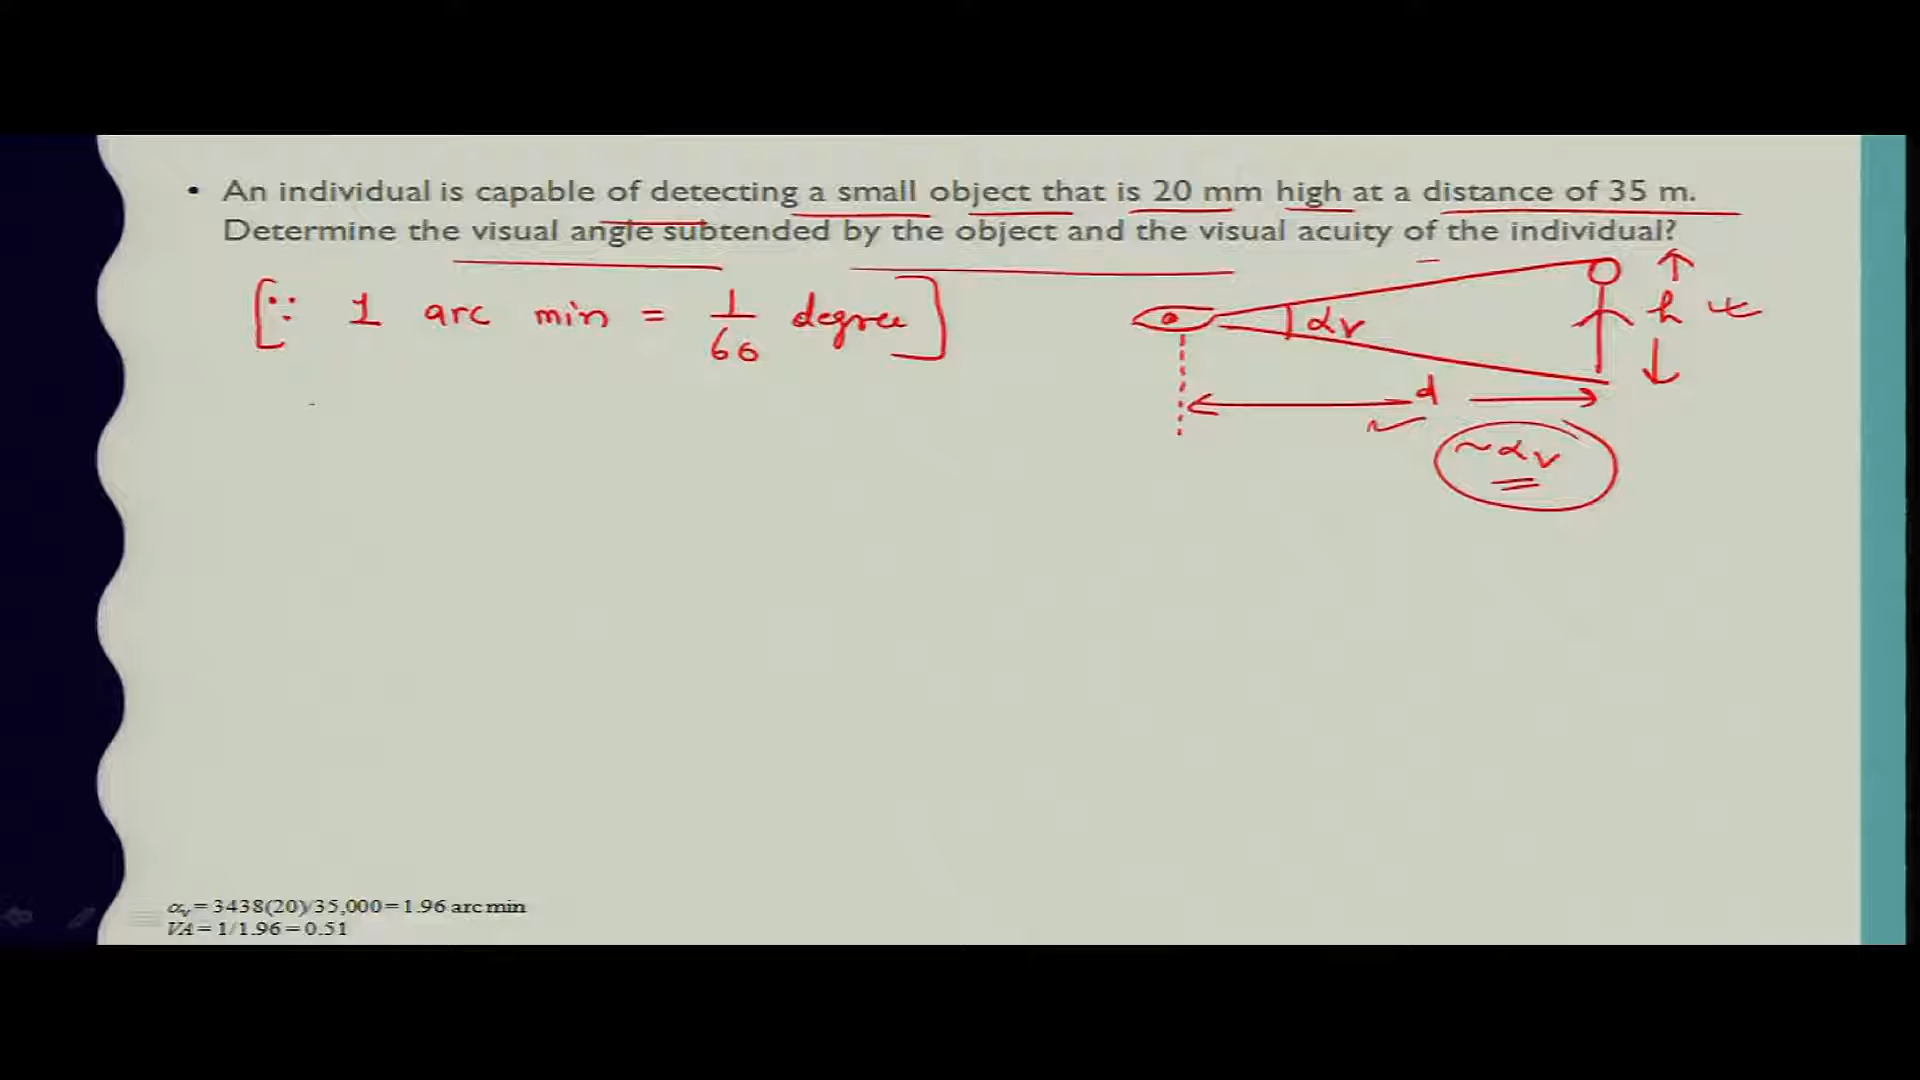 • An individual is capable of detecting a small object that is 20 mm high at a distance of 35 m.
Determine the visual angle subtended by the object and the visual acuity of the individual?
[∵ 1 arc min = 1/60 degree]
αv
h
d
~αv
αv = 3438(20)/35,000 = 1.96 arc min
VA = 1/1.96 = 0.51